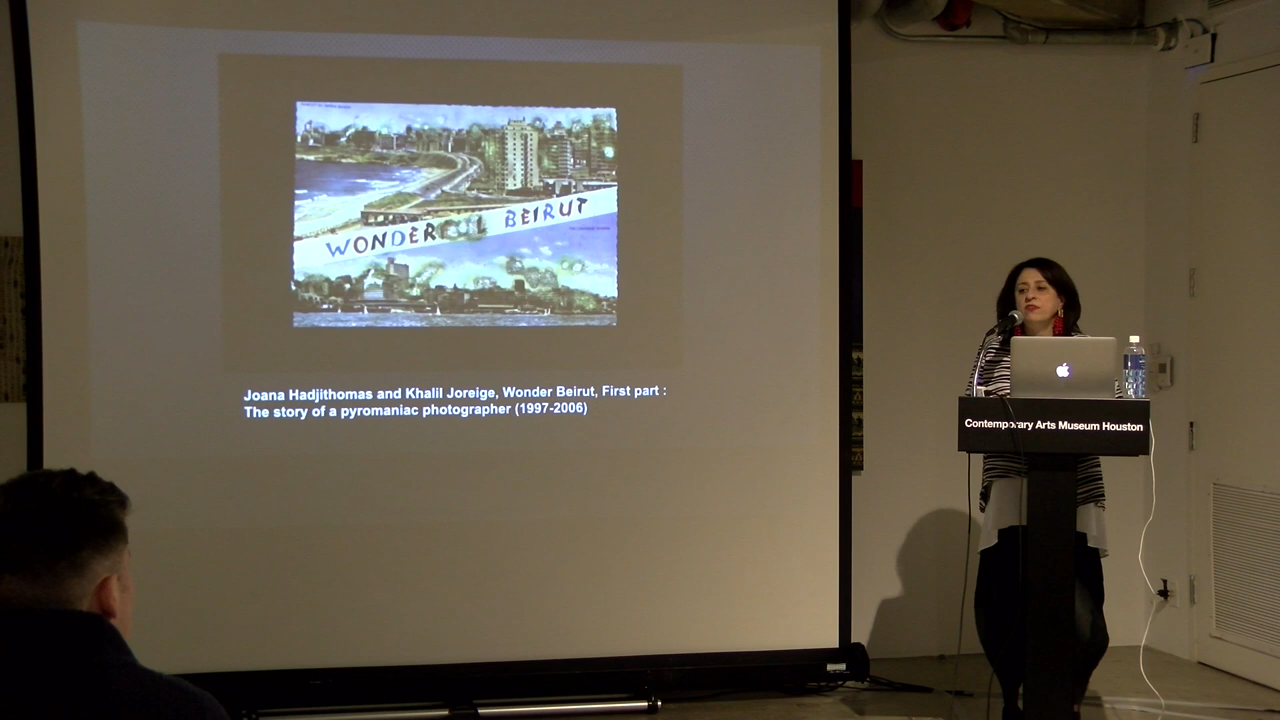 WONDERFUL BEIRUT
Joana Hadjithomas and Khalil Joreige, Wonder Beirut, First part :
The story of a pyromaniac photographer (1997-2006)
Contemporary Arts Museum Houston